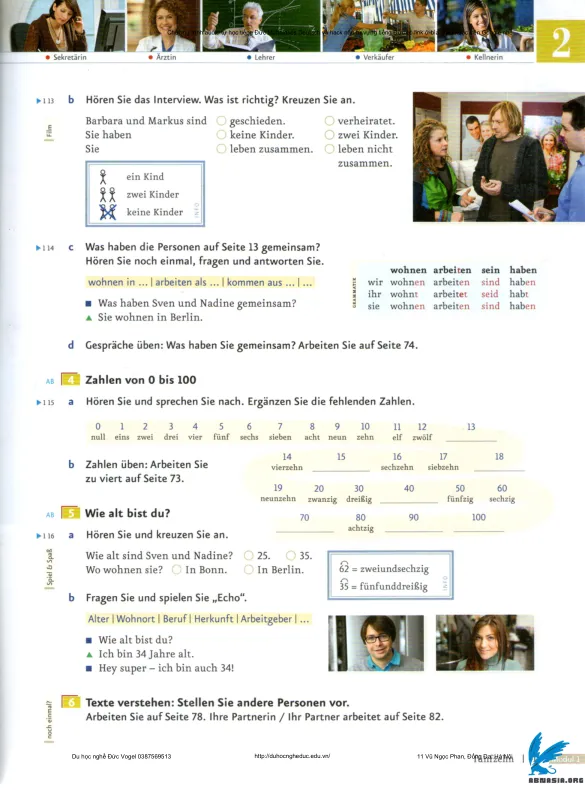 • Sekretärin • Ärztin • Lehrer • Verkäufer • Kellnerin
2
▶1 13 b Hören Sie das Interview. Was ist richtig? Kreuzen Sie an.
Film
Barbara und Markus sind ○ geschieden. ○ verheiratet.
Sie haben ○ keine Kinder. ○ zwei Kinder.
Sie ○ leben zusammen. ○ leben nicht
zusammen.
ein Kind
zwei Kinder
keine Kinder
INFO
▶1 14 c Was haben die Personen auf Seite 13 gemeinsam?
Hören Sie noch einmal, fragen und antworten Sie.
wohnen in ... | arbeiten als ... | kommen aus ... | ...
■ Was haben Sven und Nadine gemeinsam?
▲ Sie wohnen in Berlin.
GRAMMATIK
wohnen arbeiten sein haben
wir wohnen arbeiten sind haben
ihr wohnt arbeitet seid habt
sie wohnen arbeiten sind haben
d Gespräche üben: Was haben Sie gemeinsam? Arbeiten Sie auf Seite 74.
AB 4 Zahlen von 0 bis 100
▶1 15 a Hören Sie und sprechen Sie nach. Ergänzen Sie die fehlenden Zahlen.
0 1 2 3 4 5 6 7 8 9 10 11 12 13
null eins zwei drei vier fünf sechs sieben acht neun zehn elf zwölf
14 15 16 17 18
vierzehn sechzehn siebzehn
19 20 30 40 50 60
neunzehn zwanzig dreißig fünfzig sechzig
70 80 90 100
achtzig
b Zahlen üben: Arbeiten Sie
zu viert auf Seite 73.
AB 5 Wie alt bist du?
▶1 16 a Hören Sie und kreuzen Sie an.
Spiel & Spaß
Wie alt sind Sven und Nadine? ○ 25. ○ 35.
Wo wohnen sie? ○ In Bonn. ○ In Berlin.
62 = zweiundsechzig
35 = fünfunddreißig
INFO
b Fragen Sie und spielen Sie „Echo“.
Alter | Wohnort | Beruf | Herkunft | Arbeitgeber | ...
■ Wie alt bist du?
▲ Ich bin 34 Jahre alt.
■ Hey super – ich bin auch 34!
noch einmal?
6 Texte verstehen: Stellen Sie andere Personen vor.
Arbeiten Sie auf Seite 78. Ihre Partnerin / Ihr Partner arbeitet auf Seite 82.
Du học nghề Đức Vogel 0387569513 http://duhocngheduc.edu.vn/ 11 Vũ Ngọc Phan, Đống Đa, Hà Nội
ABMASIA.ORG